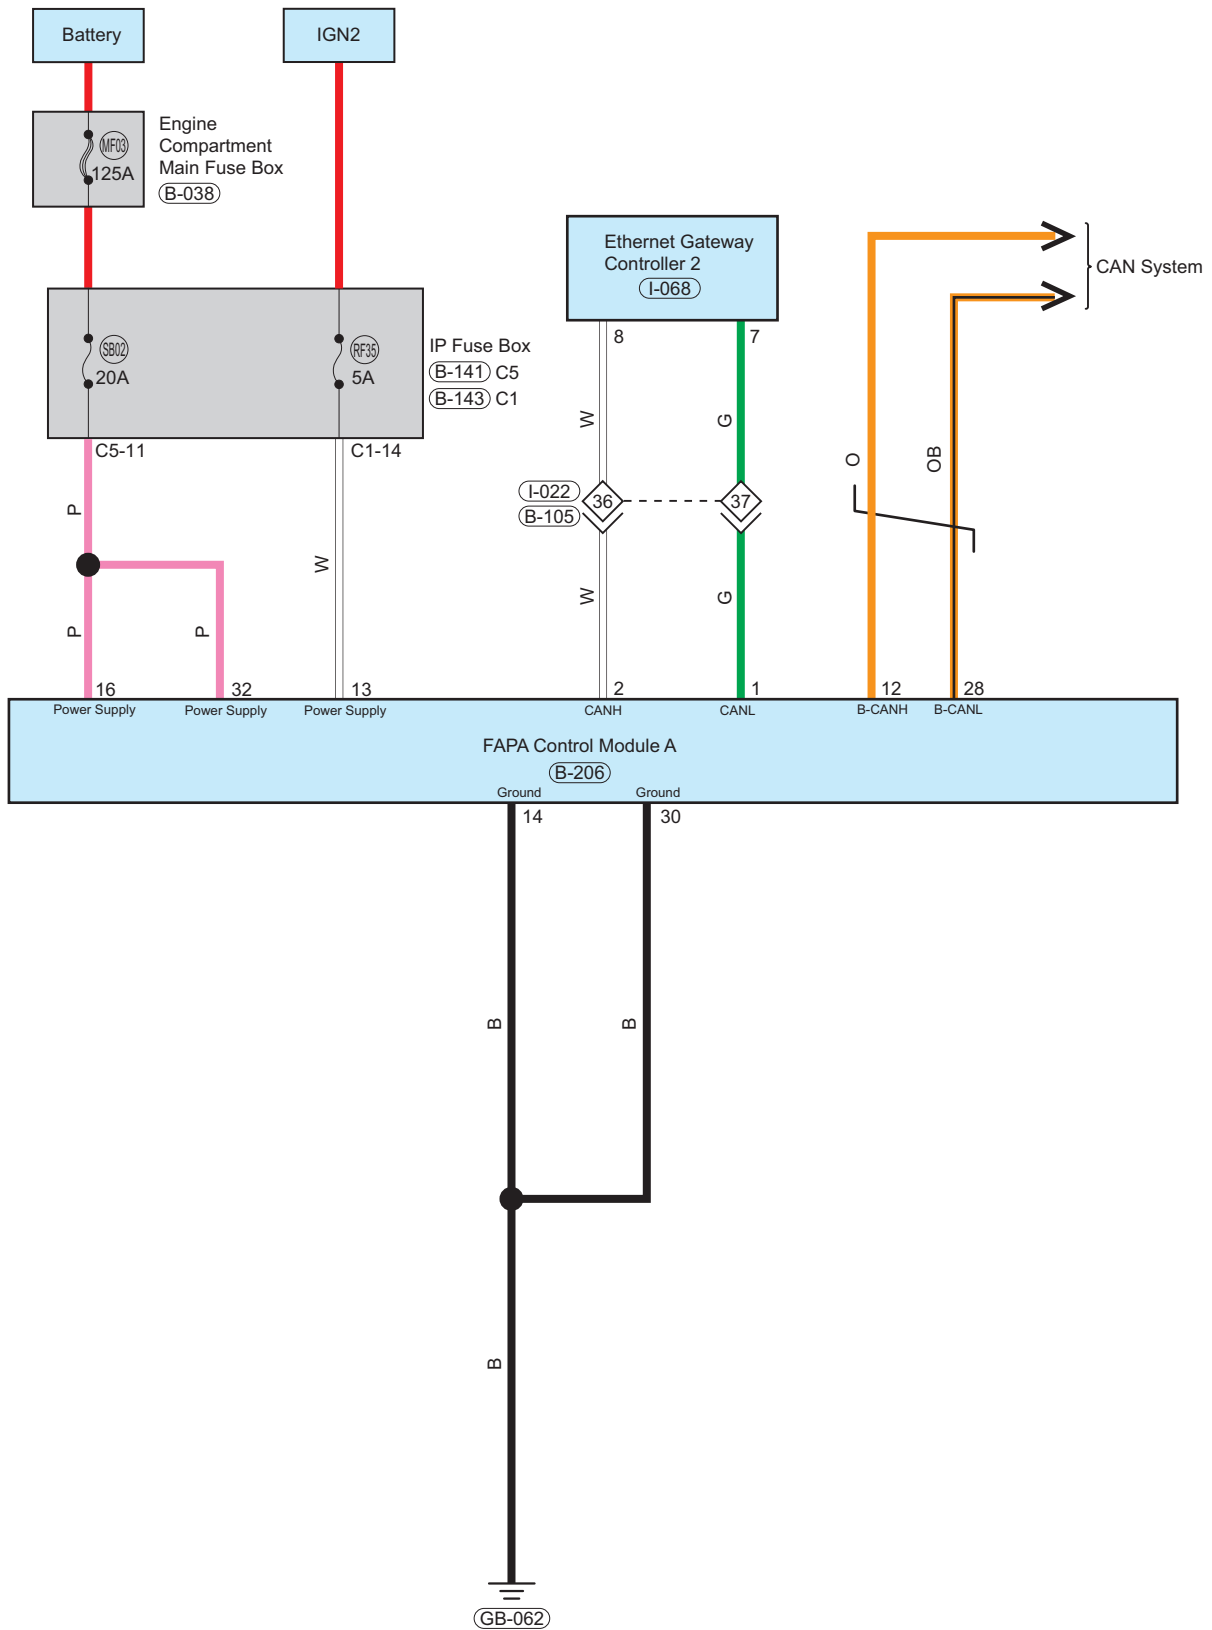 Battery
IGN2
MF03
125A
Engine
Compartment
Main Fuse Box
B-038
SB02
20A
RF35
5A
IP Fuse Box
B-141 C5
B-143 C1
C5-11
C1-14
Ethernet Gateway
Controller 2
I-068
8
7
CAN System
W
G
O
OB
I-022
B-105
36
37
P
W
W
G
P
P
16
32
13
2
1
12
28
Power Supply
Power Supply
Power Supply
CANH
CANL
B-CANH
B-CANL
FAPA Control Module A
B-206
Ground
Ground
14
30
B
B
B
GB-062